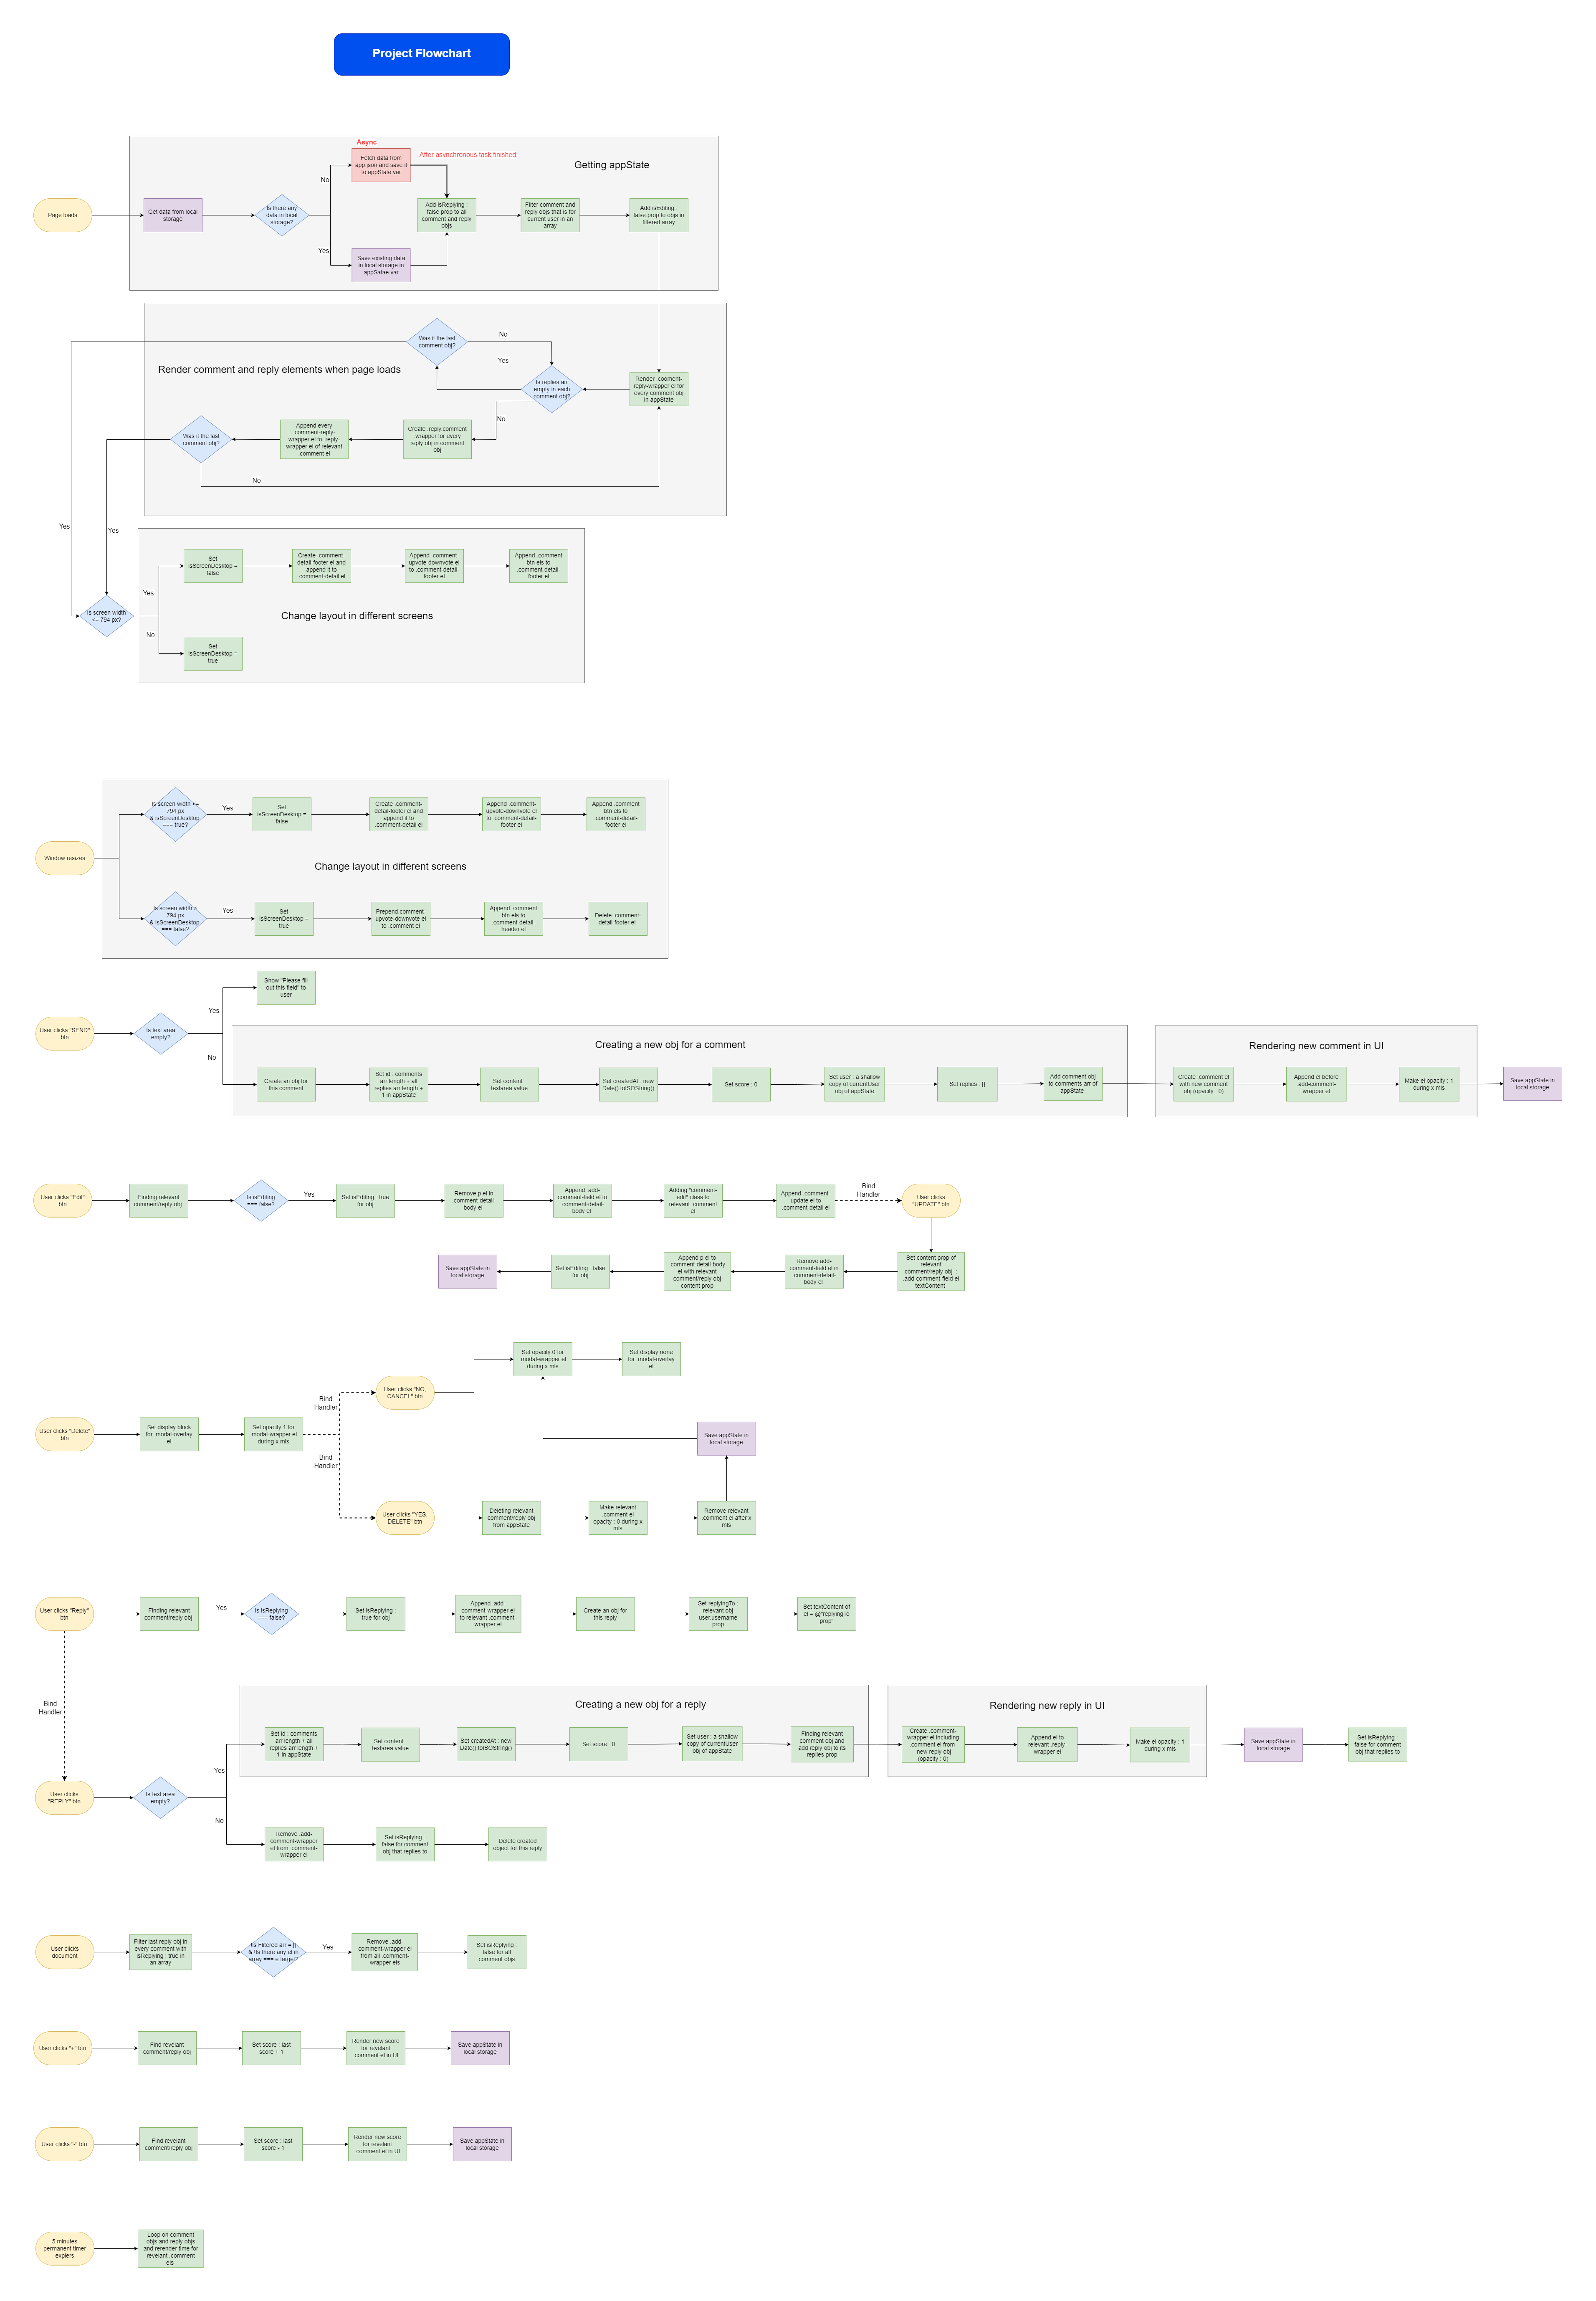 Project Flowchart
Async
Fetch data from
app.json and save it
to appState var
After asynchronous task finished
Getting appState
No
Page loads
Get data from local
storage
Is there any
data in local
storage?
Add isReplying :
false prop to all
comment and reply
objs
Filter comment and
reply objs that is for
current user in an
array
Add isEditing :
false prop to objs in
filtered array
Yes
Save existing data
in local storage in
appSatae var
Was it the last
comment obj?
No
Yes
Render comment and reply elements when page loads
Is replies arr
empty in each
comment obj?
Render .cooment-
reply-wrapper el for
every comment obj
in appState
No
Was it the last
comment obj?
Append every
.comment-reply-
wrapper el to .reply-
wrapper el of relevant
.comment el
Create .reply.comment
.wrapper for every
reply obj in comment
obj
No
Yes
Yes
Set
isScreenDesktop =
false
Create .comment-
detail-footer el and
append it to
.comment-detail el
Append .comment-
upvote-downvote el
to .comment-detail-
footer el
Append .comment
btn els to
.comment-detail-
footer el
Yes
Is screen width
<= 794 px?
Change layout in different screens
No
Set
isScreenDesktop =
true
Is screen width <=
794 px
& isScreenDesktop
=== true?
Yes
Set
isScreenDesktop =
false
Create .comment-
detail-footer el and
append it to
.comment-detail el
Append .comment-
upvote-downvote el
to .comment-detail-
footer el
Append .comment
btn els to
.comment-detail-
footer el
Window resizes
Change layout in different screens
Is screen width >
794 px
& isScreenDesktop
=== false?
Yes
Set
isScreenDesktop =
true
Prepend.comment-
upvote-downvote el
to .comment el
Append .comment
btn els to
.comment-detail-
header el
Delete .comment-
detail-footer el
Show "Please fill
out this field" to
user
Yes
User clicks "SEND"
btn
Is text area
empty?
No
Creating a new obj for a comment
Rendering new comment in UI
Create an obj for
this comment
Set id : comments
arr length + all
replies arr length +
1 in appState
Set content :
textarea.value
Set createdAt : new
Date().toISOString()
Set score : 0
Set user : a shallow
copy of currentUser
obj of appState
Set replies : []
Add comment obj
to comments arr of
appState
Create .comment el
with new comment
obj (opacity : 0)
Append el before
.add-comment-
wrapper el
Make el opacity : 1
during x mls
Save appState in
local storage
User clicks "Edit"
btn
Finding relevant
comment/reply obj
Is isEditing
=== false?
Yes
Set isEditing : true
for obj
Remove p el in
.comment-detail-
body el
Append .add-
comment-field el to
.comment-detail-
body el
Adding "comment-
edit" class to
relevant .comment
el
Append .comment-
update el to
.comment-detail el
Bind
Handler
User clicks
"UPDATE" btn
Save appState in
local storage
Set isEditing : false
for obj
Append p el to
.comment-detail-body
el with relevant
comment/reply obj
content prop
Remove add-
comment-field el in
.comment-detail-
body el
Set content prop of
relevant
comment/reply obj :
.add-comment-field el
textContent
Set opacity:0 for
.modal-wrapper el
during x mls
Set display:none
for .modal-overlay
el
User clicks "NO,
CANCEL" btn
Bind
Handler
User clicks "Delete"
btn
Set display:block
for .modal-overlay
el
Set opacity:1 for
.modal-wrapper el
during x mls
Save appState in
local storage
Bind
Handler
User clicks "YES,
DELETE" btn
Deleting relevant
comment/reply obj
from appState
Make relevant
.comment el
opacity : 0 during x
mls
Remove relevant
.comment el after x
mls
User clicks "Reply"
btn
Finding relevant
comment/reply obj
Yes
Is isReplying
=== false?
Set isReplying :
true for obj
Append .add-
comment-wrapper el
to relevant .comment-
wrapper el
Create an obj for
this reply
Set replyingTo :
relevant obj
user.username
prop
Set textContent of
el = @"replyingTo
prop"
Bind
Handler
Creating a new obj for a reply
Rendering new reply in UI
Set id : comments
arr length + all
replies arr length +
1 in appState
Set content :
textarea.value
Set createdAt : new
Date().toISOString()
Set score : 0
Set user : a shallow
copy of currentUser
obj of appState
Finding relevant
comment obj and
add reply obj to its
replies prop
Create .comment-
wrapper el including
.comment el from
new reply obj
(opacity : 0)
Append el to
relevant .reply-
wrapper el
Make el opacity : 1
during x mls
Save appState in
local storage
Set isReplying :
false for comment
obj that replies to
Yes
User clicks
"REPLY" btn
Is text area
empty?
No
Remove .add-
comment-wrapper
el from .comment-
wrapper el
Set isReplying :
false for comment
obj that replies to
Delete created
object for this reply
User clicks
document
Filter last reply obj in
every comment with
isReplying : true in
an array
!Is Flitered arr = []
& !Is there any el in
array === e.target?
Yes
Remove .add-
comment-wrapper el
from all .comment-
wrapper els
Set isReplying :
false for all
comment objs
User clicks "+" btn
Find revelant
comment/reply obj
Set score : last
score + 1
Render new score
for revelant
.comment el in UI
Save appState in
local storage
User clicks "-" btn
Find revelant
comment/reply obj
Set score : last
score - 1
Render new score
for revelant
.comment el in UI
Save appState in
local storage
5 minutes
permanent timer
expiers
Loop on comment
objs and reply objs
and rerender time for
revelant .comment
els